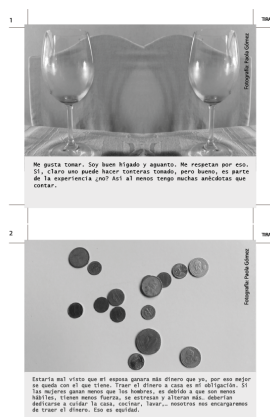 1
TIRA
Fotografía: Paola Gómez
Me gusta tomar. Soy buen hígado y aguanto. Me respetan por eso.
Sí, claro uno puede hacer tonteras tomado, pero bueno, es parte
de la experiencia ¿no? Así al menos tengo muchas anécdotas que
contar.
2
TIRA
Fotografía: Paola Gómez
Estaría mal visto que mi esposa ganara más dinero que yo, por eso mejor
se queda con el que tiene. Traer el dinero a casa es mi obligación. Si
las mujeres ganan menos que los hombres, es debido a que son menos
hábiles, tienen menos fuerza, se estresan y alteran más. deberían
dedicarse a cuidar la casa, cocinar, lavar,… nosotros nos encargaremos
de traer el dinero. Eso es equidad.